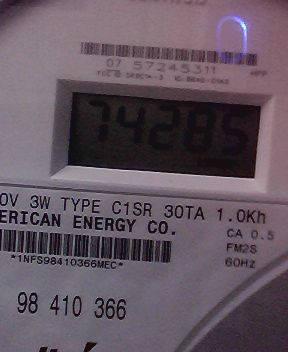 07 57245311
74285
0V 3W TYPE C1SR 30TA 1.0Kh
ERICAN ENERGY CO.
CA 0.5
FM2S
60Hz
*1NFS98410366MEC*
98 410 366